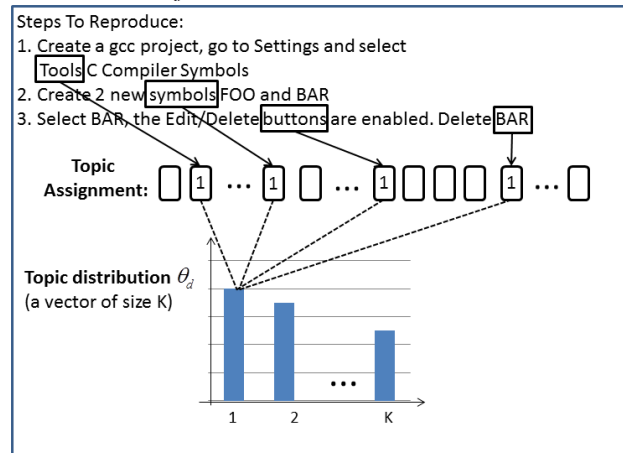 Steps To Reproduce:
1. Create a gcc project, go to Settings and select
Tools C Compiler Symbols
2. Create 2 new symbols FOO and BAR
3. Select BAR, the Edit/Delete buttons are enabled. Delete BAR
Topic
Assignment: 1 ... 1 ... 1 1 ...
Topic distribution θd
(a vector of size K)
...
1 2 K